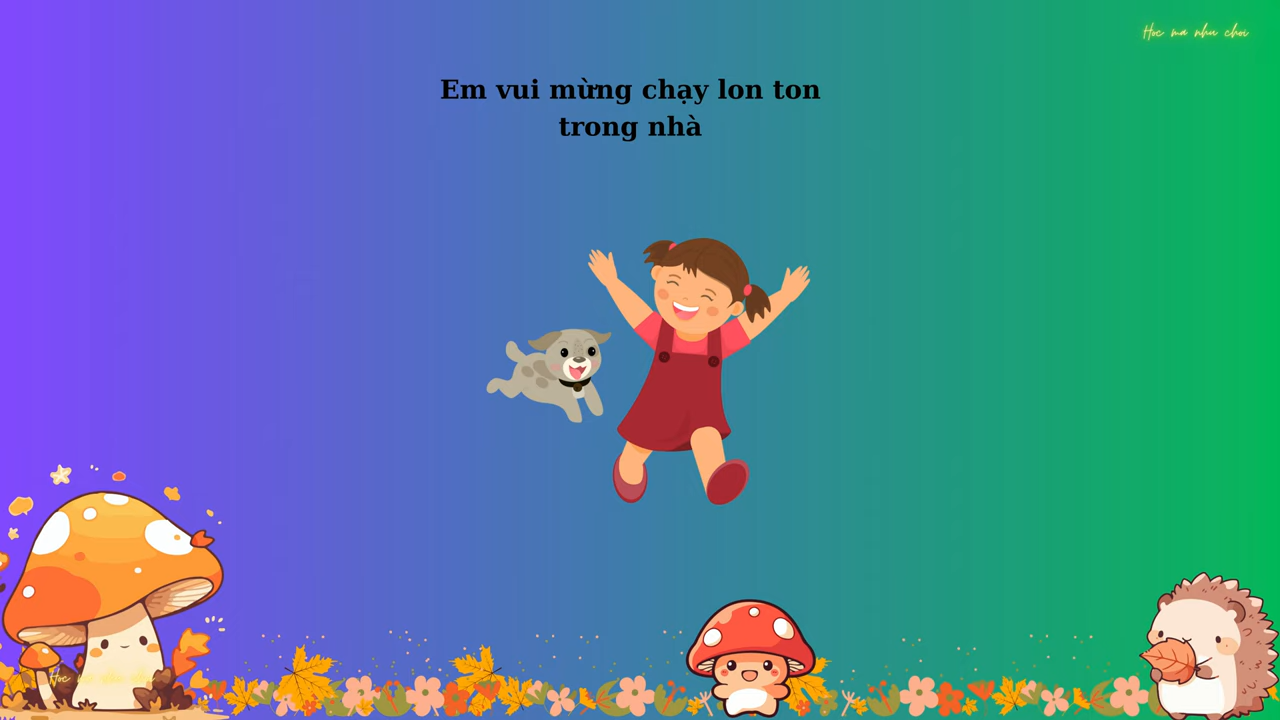 Học mà như chơi
Em vui mừng chạy lon ton
trong nhà